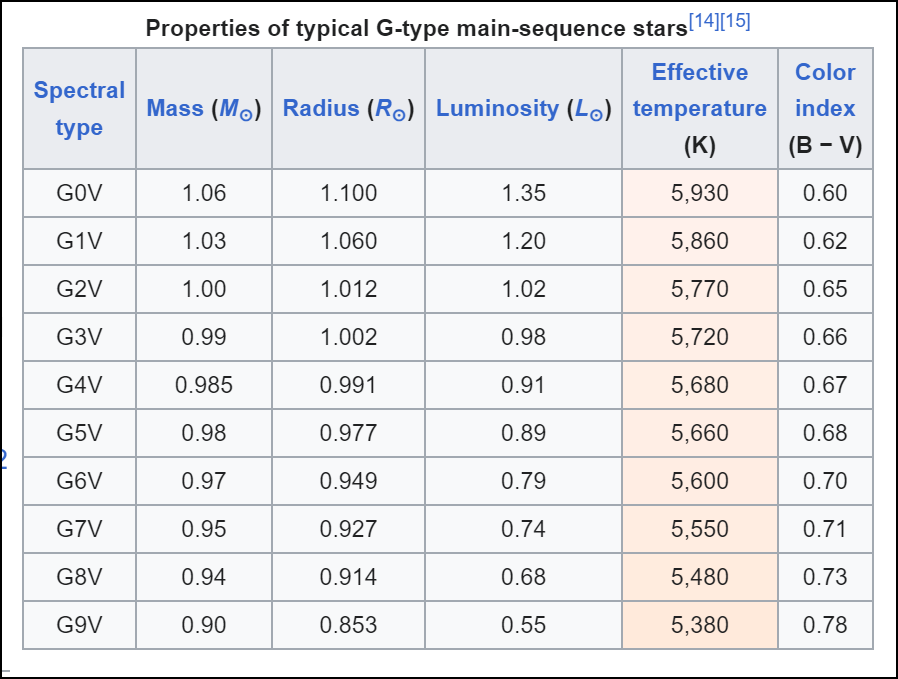 Properties of typical G-type main-sequence stars[14][15]
Spectral type Mass (M☉) Radius (R☉) Luminosity (L☉) Effective temperature (K) Color index (B − V)
G0V 1.06 1.100 1.35 5,930 0.60
G1V 1.03 1.060 1.20 5,860 0.62
G2V 1.00 1.012 1.02 5,770 0.65
G3V 0.99 1.002 0.98 5,720 0.66
G4V 0.985 0.991 0.91 5,680 0.67
G5V 0.98 0.977 0.89 5,660 0.68
G6V 0.97 0.949 0.79 5,600 0.70
G7V 0.95 0.927 0.74 5,550 0.71
G8V 0.94 0.914 0.68 5,480 0.73
G9V 0.90 0.853 0.55 5,380 0.78